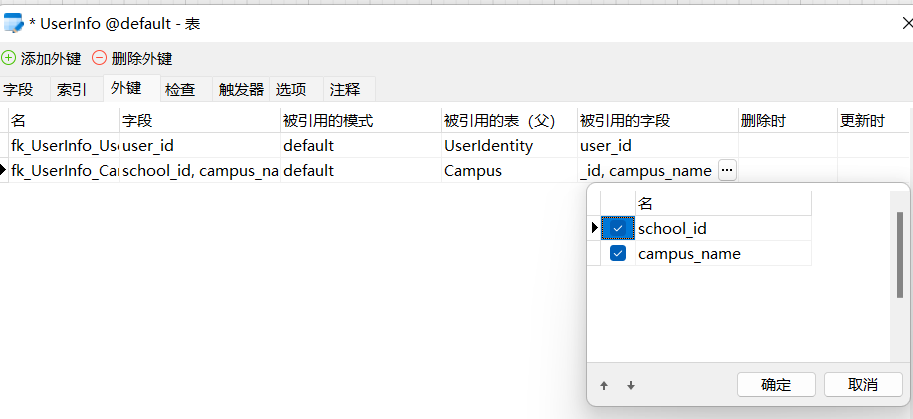 * UserInfo @default - 表
添加外键 删除外键
字段 索引 外键 检查 触发器 选项 注释
名 字段 被引用的模式 被引用的表（父） 被引用的字段 删除时 更新时
fk_UserInfo_Use user_id default UserIdentity user_id
fk_UserInfo_Ca school_id, campus_na default Campus _id, campus_name ...
名
school_id
campus_name
确定 取消